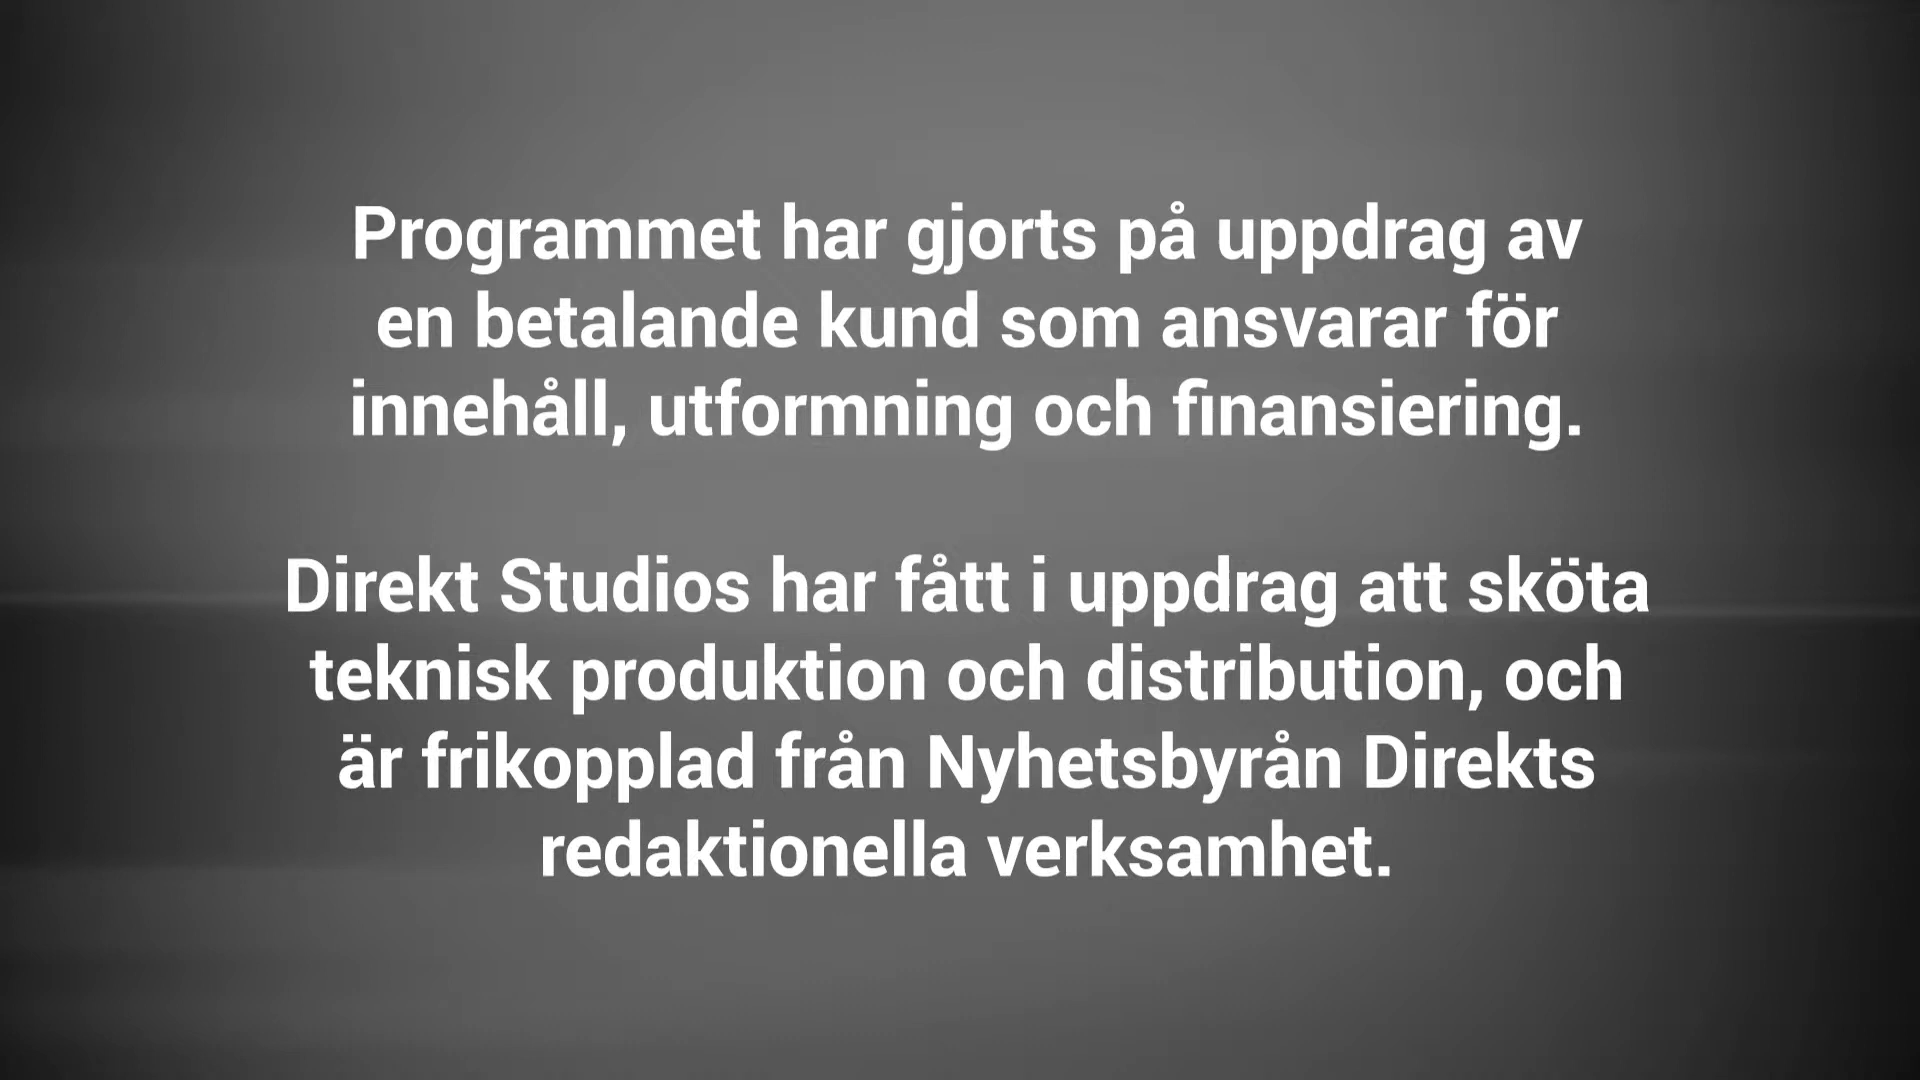 Programmet har gjorts på uppdrag av
en betalande kund som ansvarar för
innehåll, utformning och finansiering.
Direkt Studios har fått i uppdrag att sköta
teknisk produktion och distribution, och
är frikopplad från Nyhetsbyrån Direkts
redaktionella verksamhet.